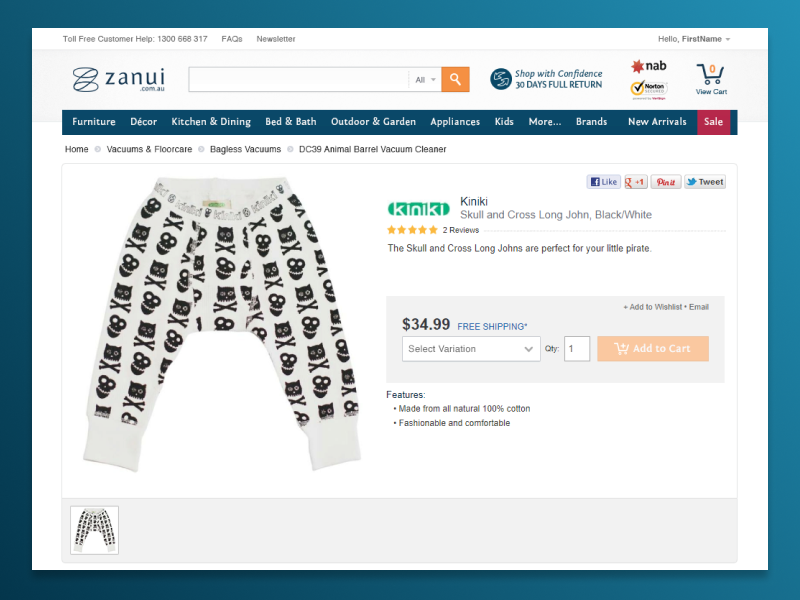 Toll Free Customer Help: 1300 668 317 FAQs Newsletter Hello, FirstName
zanui
.com.au
All
Shop with Confidence
30 DAYS FULL RETURN
nab
Norton
SECURED
0
View Cart
Furniture Décor Kitchen & Dining Bed & Bath Outdoor & Garden Appliances Kids More... Brands New Arrivals Sale
Home Vacuums & Floorcare Bagless Vacuums DC39 Animal Barrel Vacuum Cleaner
Like +1 Pin it Tweet
kiniki
Kiniki
Skull and Cross Long John, Black/White
2 Reviews
The Skull and Cross Long Johns are perfect for your little pirate.
+ Add to Wishlist • Email
$34.99 FREE SHIPPING*
Select Variation Qty: 1 Add to Cart
Features:
• Made from all natural 100% cotton
• Fashionable and comfortable